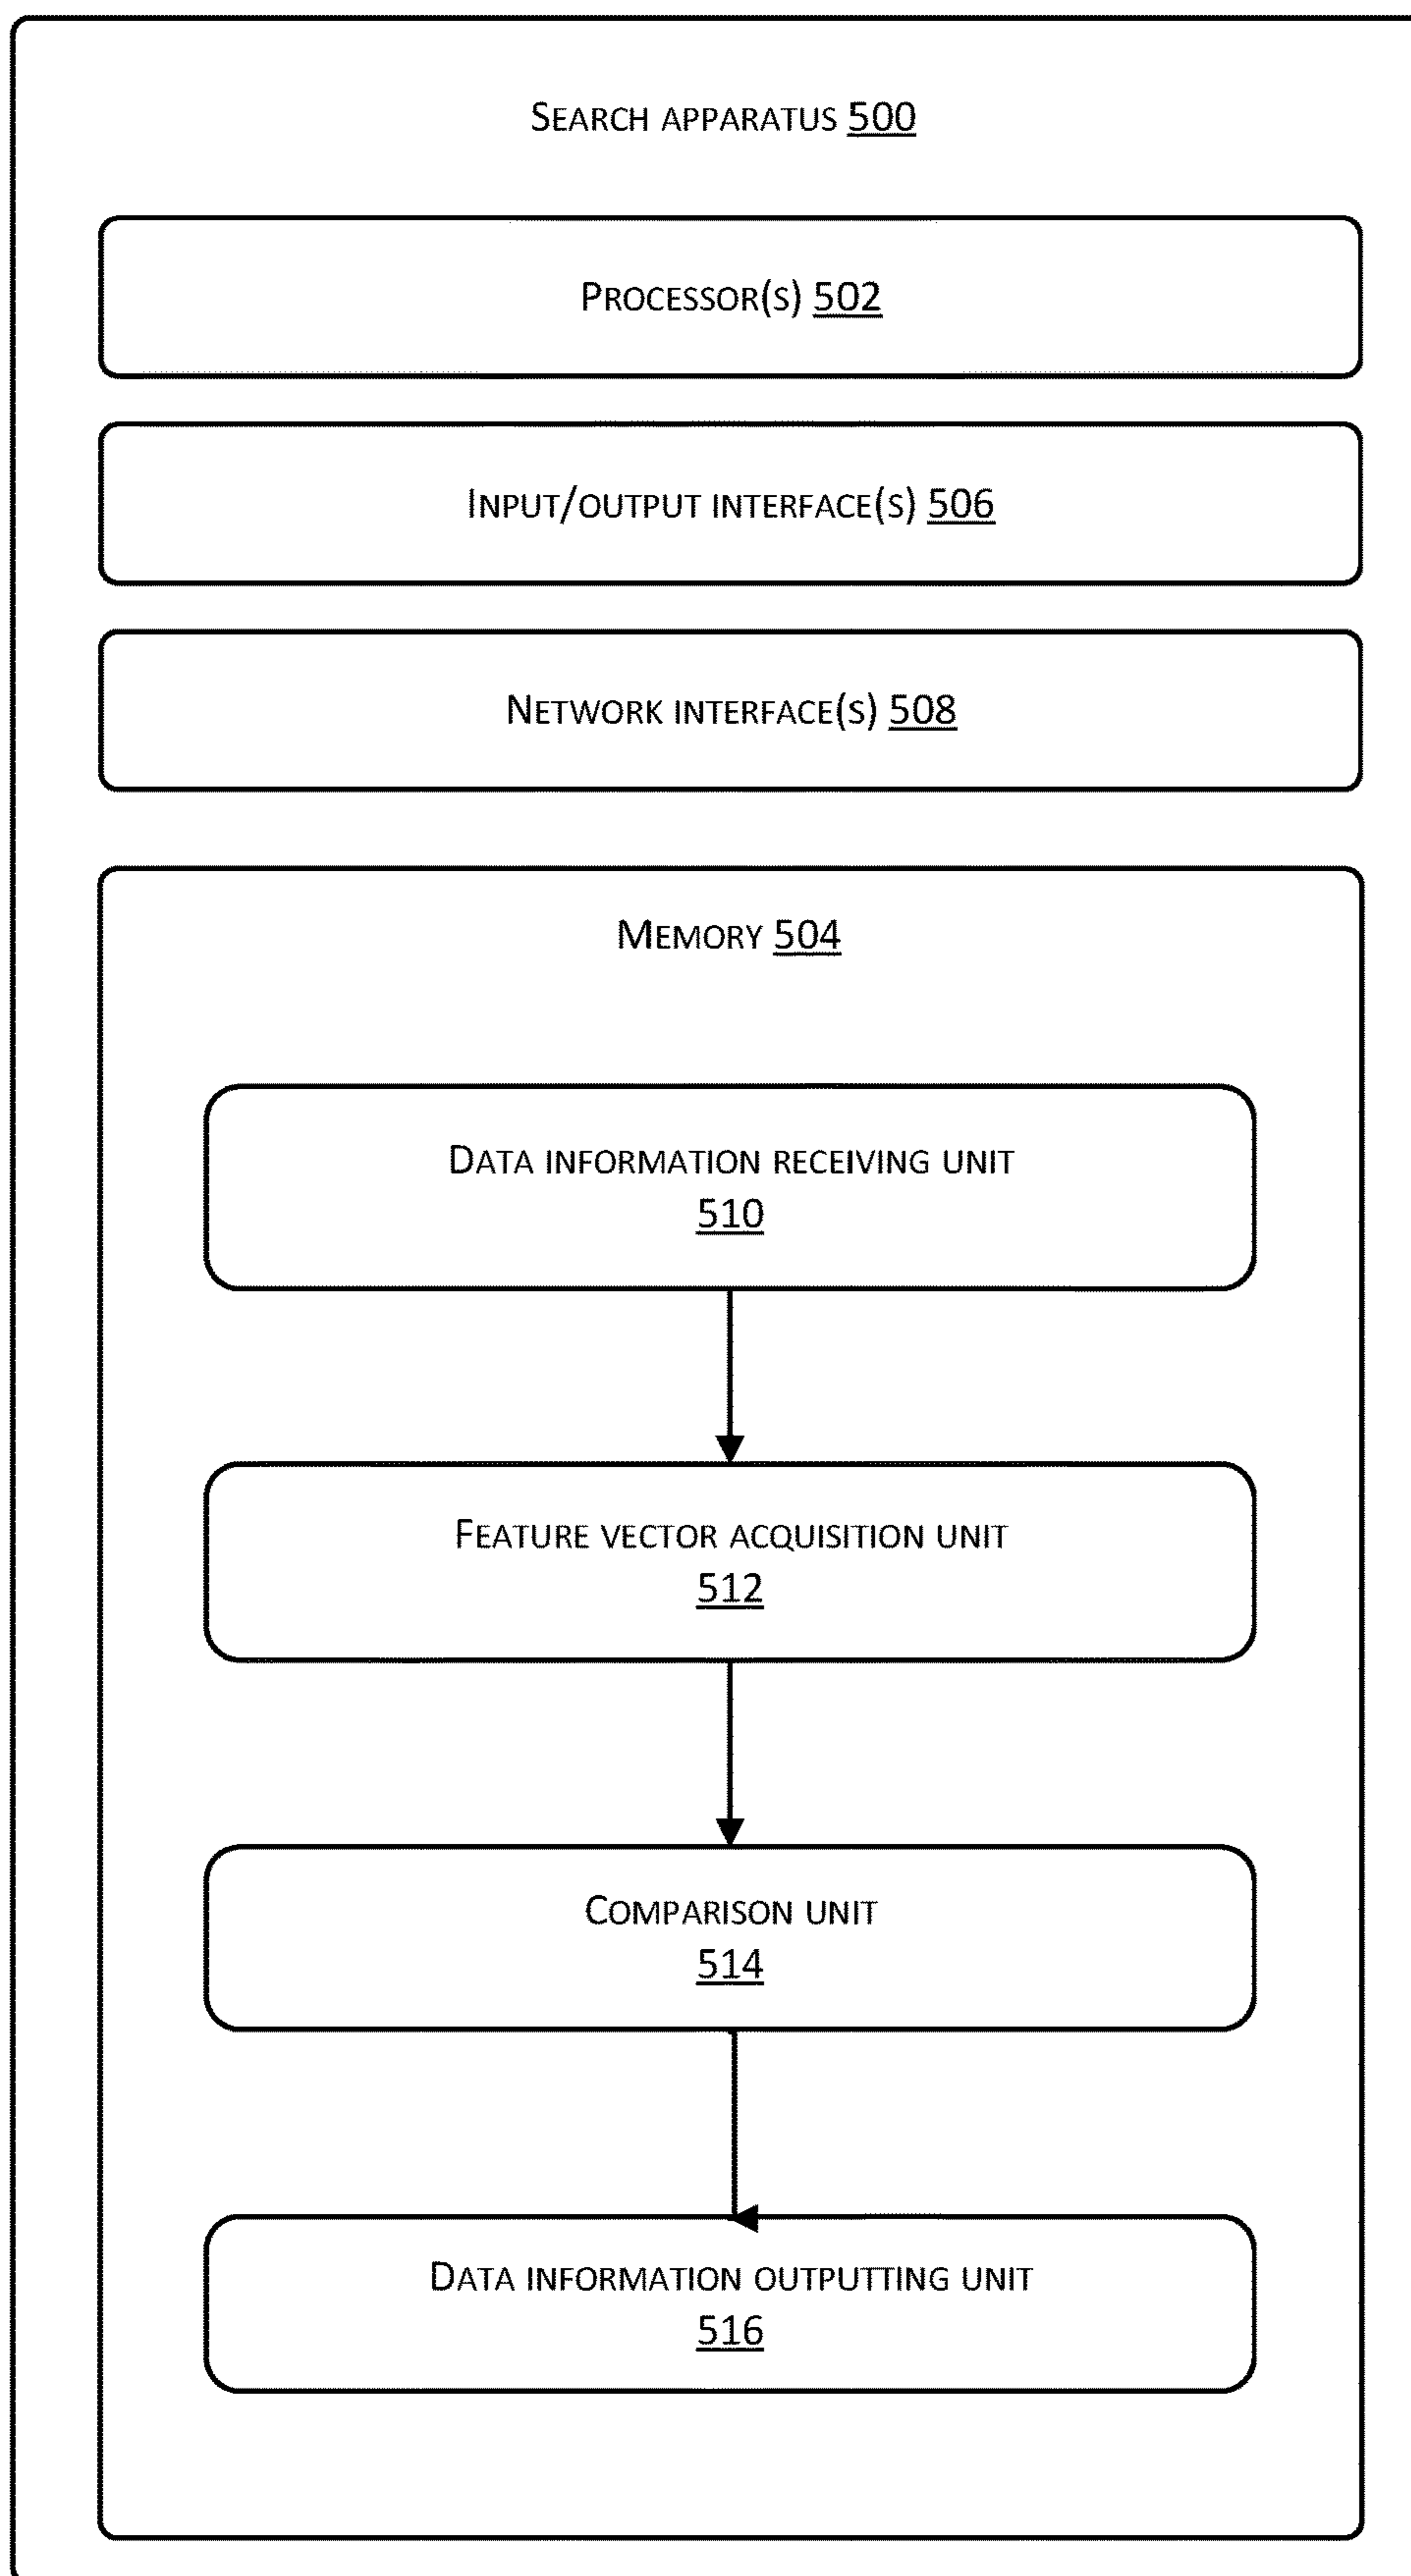 Search apparatus 500
Processor(s) 502
Input/output interface(s) 506
Network interface(s) 508
Memory 504
Data information receiving unit
510
Feature vector acquisition unit
512
Comparison unit
514
Data information outputting unit
516